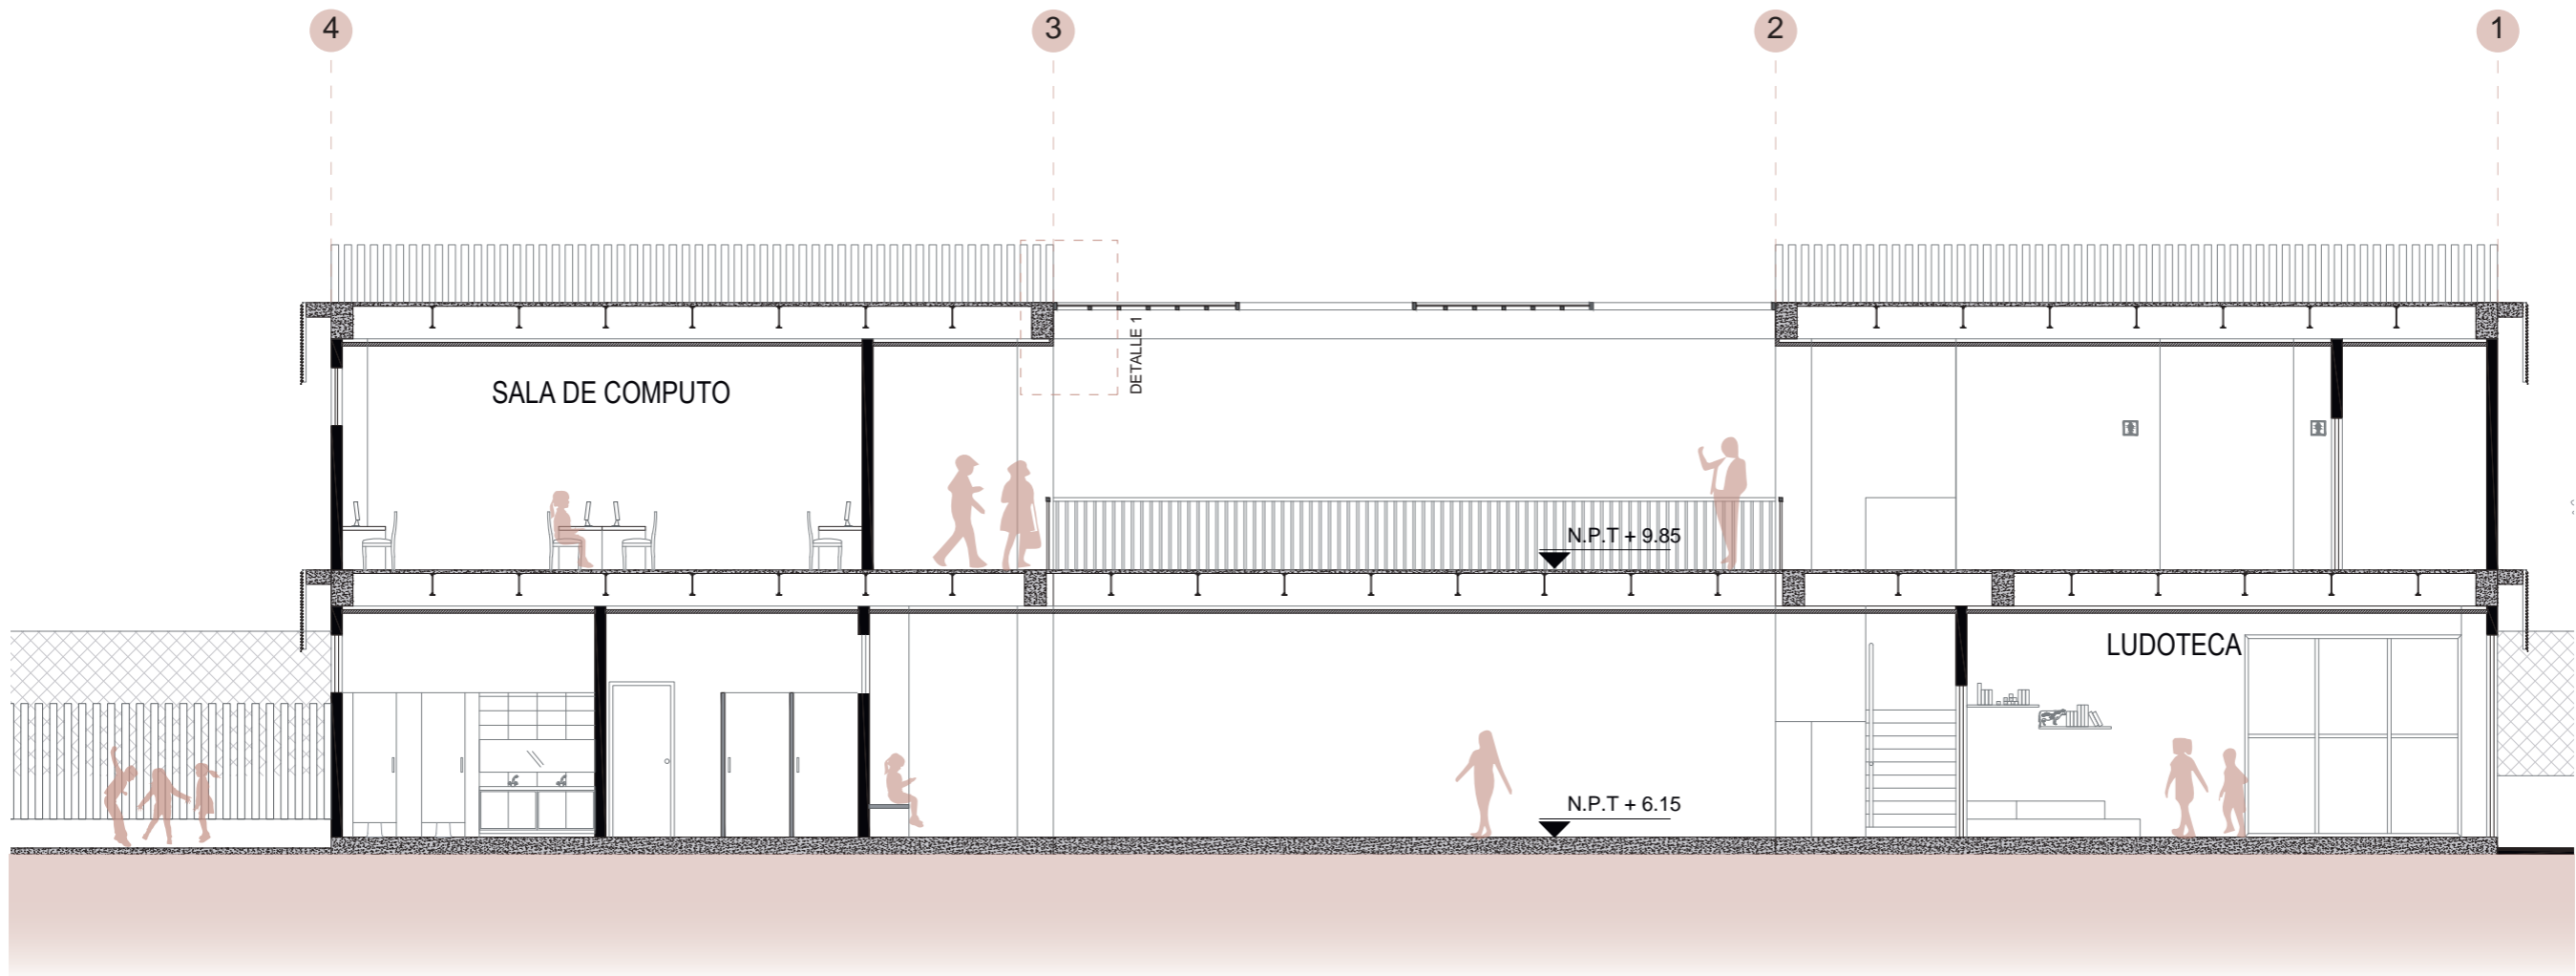 4
3
2
1
DETALLE 1
SALA DE COMPUTO
N.P.T + 9.85
LUDOTECA
N.P.T + 6.15